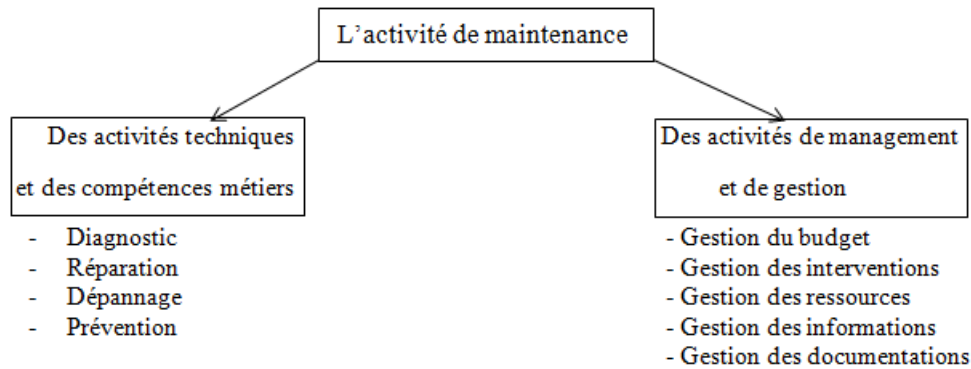 L'activité de maintenance
Des activités techniques
et des compétences métiers
- Diagnostic
- Réparation
- Dépannage
- Prévention
Des activités de management
et de gestion
- Gestion du budget
- Gestion des interventions
- Gestion des ressources
- Gestion des informations
- Gestion des documentations